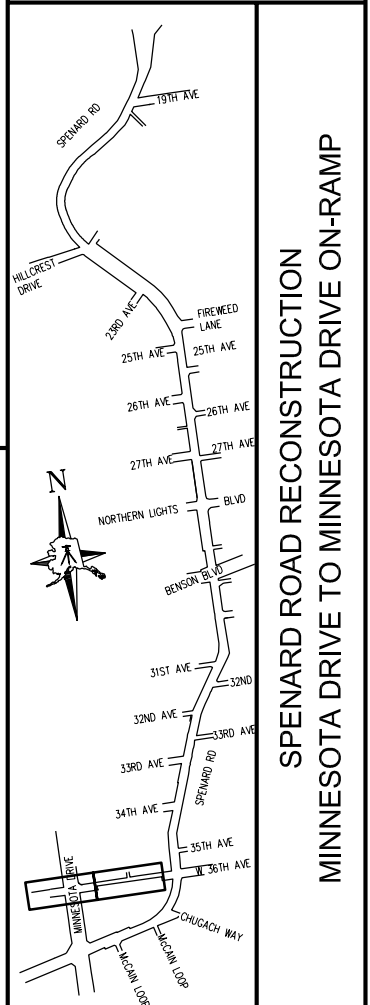 19TH AVE
SPENARD RD
HILLCREST
DRIVE
23RD AVE
FIREWEED
LANE
25TH AVE
25TH AVE
26TH AVE
26TH AVE
27TH AVE
27TH AVE
N
NORTHERN LIGHTS
BLVD
BENSON BLVD
31ST AVE
32ND
32ND AVE
33RD AVE
33RD AVE
SPENARD RD
34TH AVE
35TH AVE
W 36TH AVE
MINNESOTA DRIVE
CHUGACH WAY
McCAIN LOOP
McCAIN LOOP
SPENARD ROAD RECONSTRUCTION
MINNESOTA DRIVE TO MINNESOTA DRIVE ON-RAMP